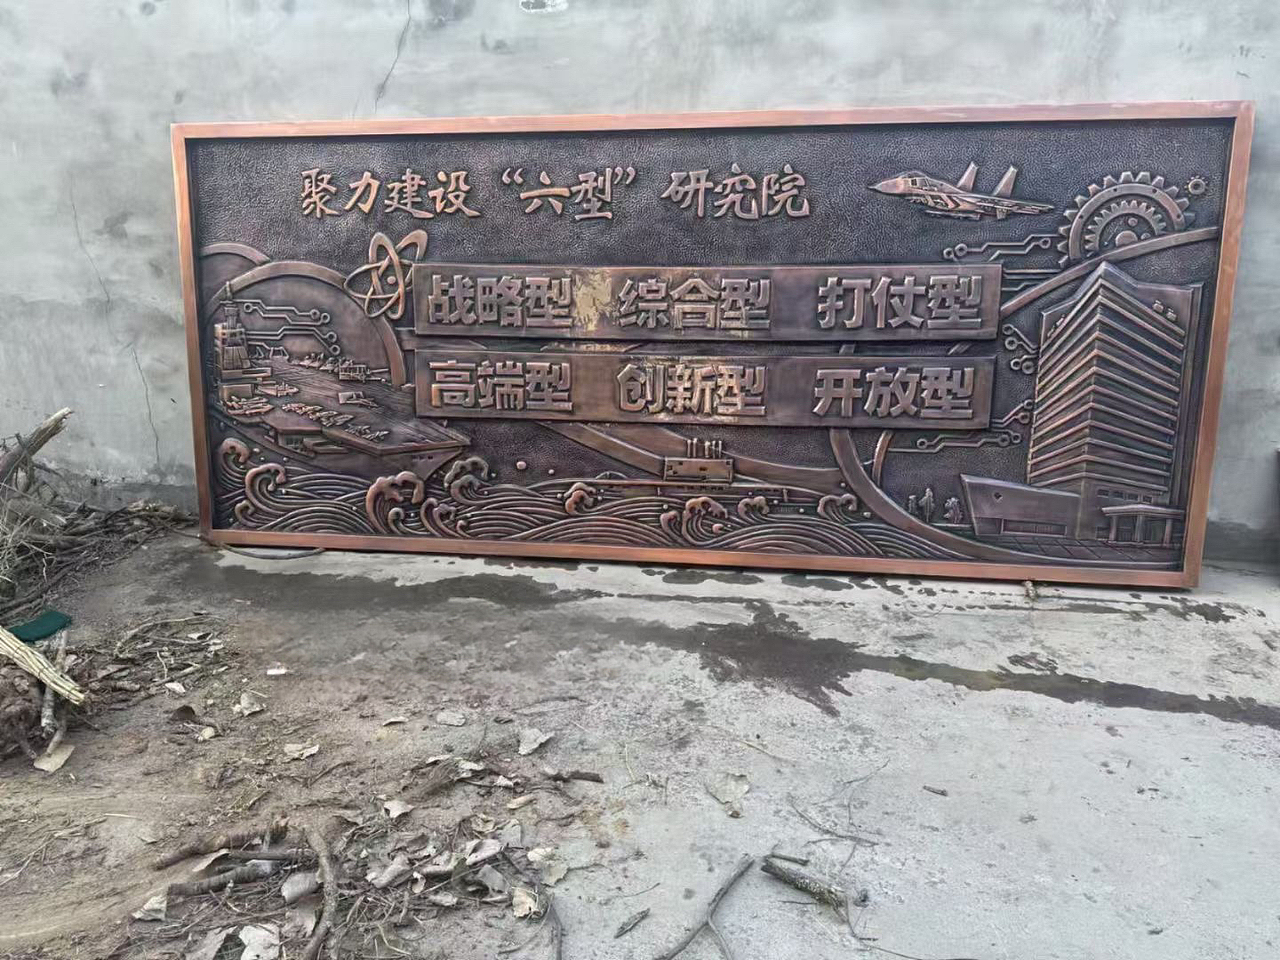 聚力建设“六型”研究院
战略型 综合型 打仗型
高端型 创新型 开放型